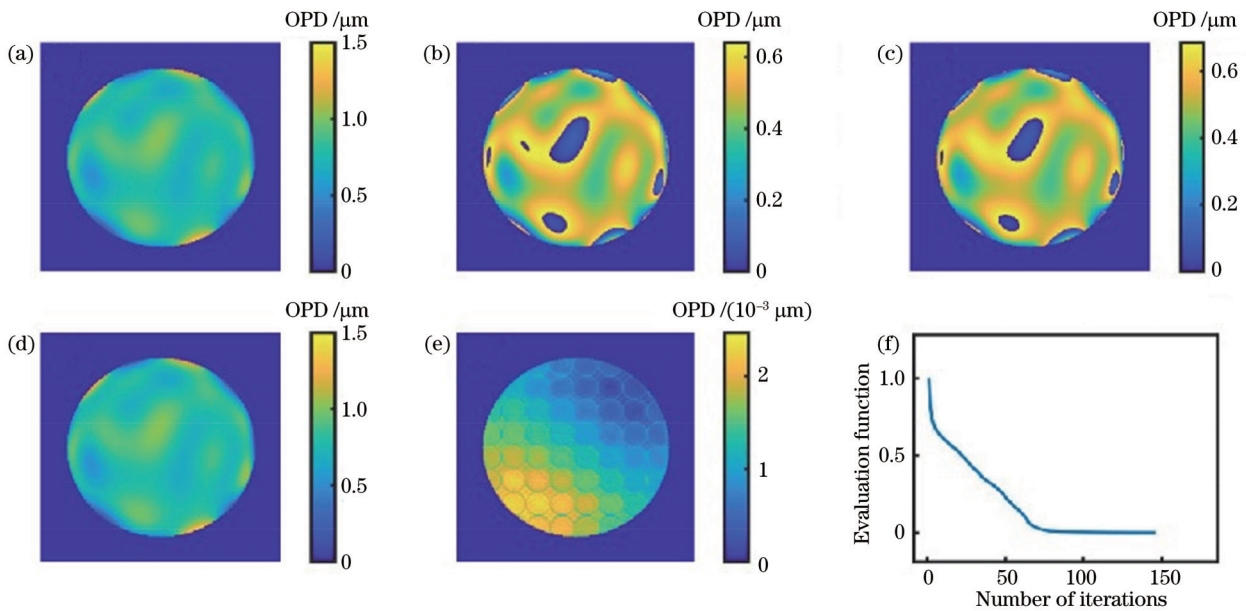 (a)
OPD /μm
1.5
1.0
0.5
0
(b)
OPD /μm
0.6
0.4
0.2
0
(c)
OPD /μm
0.6
0.4
0.2
0
(d)
OPD /μm
1.5
1.0
0.5
0
(e)
OPD /(10⁻³ μm)
2
1
0
(f)
Evaluation function
1.0
0.5
0
0 50 100 150
Number of iterions